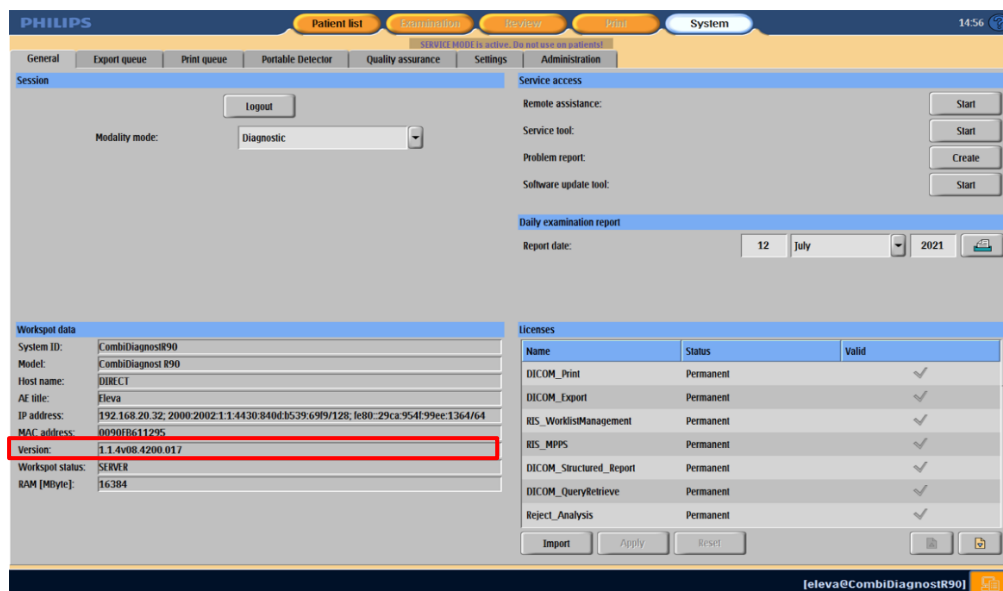 PHILIPS Patient list Examination Review Print System 14:56
SERVICE MODE is active. Do not use on patients!
General Export queue Print queue Portable Detector Quality assurance Settings Administration
Session
Logout
Modality mode: Diagnostic
Service access
Remote assistance: Start
Service tool: Start
Problem report: Create
Software update tool: Start
Daily examination report
Report date: 12 July 2021
Workspot data
System ID: CombiDiagnostR90
Model: CombiDiagnost R90
Host name: DIRECT
AE title: Eleva
IP address: 192.168.20.32; 2000:2002:1:1:4430:840d:b539:69f9/128; fe80::29ca:954f:99ee:1364/64
MAC address: 0090FB611295
Version: 1.1.4v08.4200.017
Workspot status: SERVER
RAM [MByte]: 16384
Licenses
Name Status Valid
DICOM_Print Permanent
DICOM_Export Permanent
RIS_WorklistManagement Permanent
RIS_MPPS Permanent
DICOM_Structured_Report Permanent
DICOM_QueryRetrieve Permanent
Reject_Analysis Permanent
Import Apply Reset
[eleva@CombiDiagnostR90]